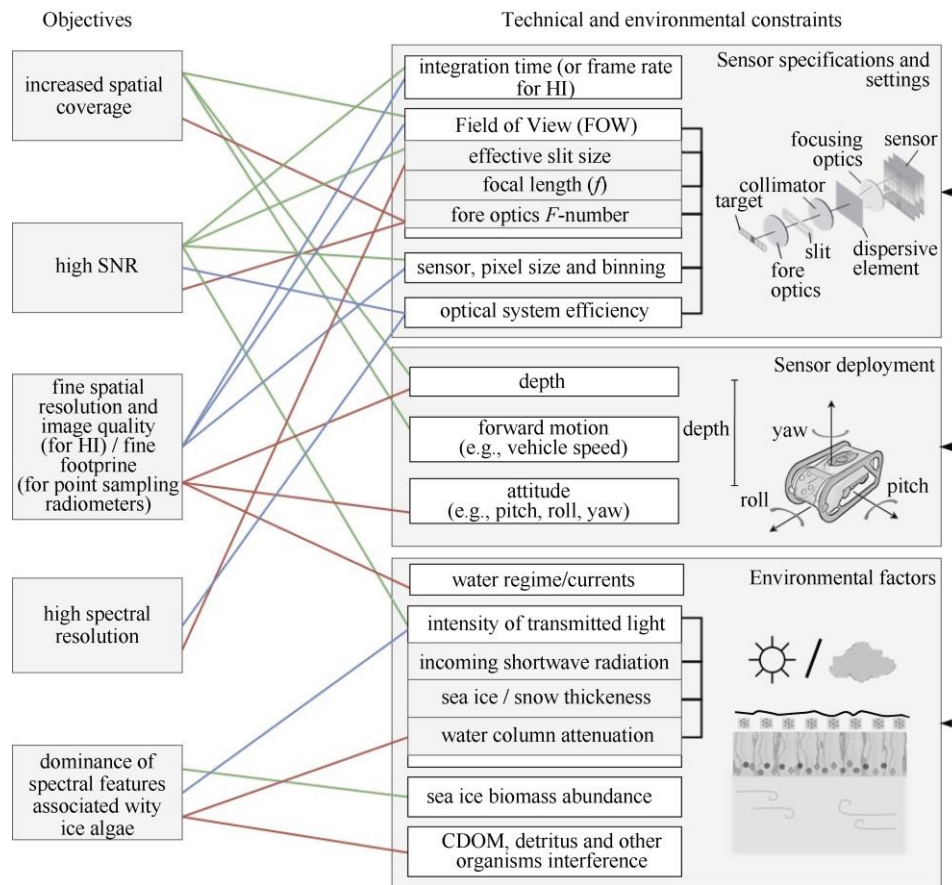 Objectives
Technical and environmental constraints
increased spatial
coverage
high SNR
fine spatial
resolution and
image quality
(for HI) / fine
footprine
(for point sampling
radiometers)
high spectral
resolution
dominance of
spectral features
associated wity
ice algae
integration time (or frame rate
for HI)
Field of View (FOW)
effective slit size
focal length (f)
fore optics F-number
sensor, pixel size and binning
optical system efficiency
Sensor specifications and
settings
focusing
optics
sensor
collimator
target
slit
fore
optics
dispersive
element
depth
forward motion
(e.g., vehicle speed)
attitude
(e.g., pitch, roll, yaw)
Sensor deployment
depth
yaw
roll
pitch
water regime/currents
intensity of transmitted light
incoming shortwave radiation
sea ice / snow thickeness
water column attenuation
sea ice biomass abundance
CDOM, detritus and other
organisms interference
Environmental factors